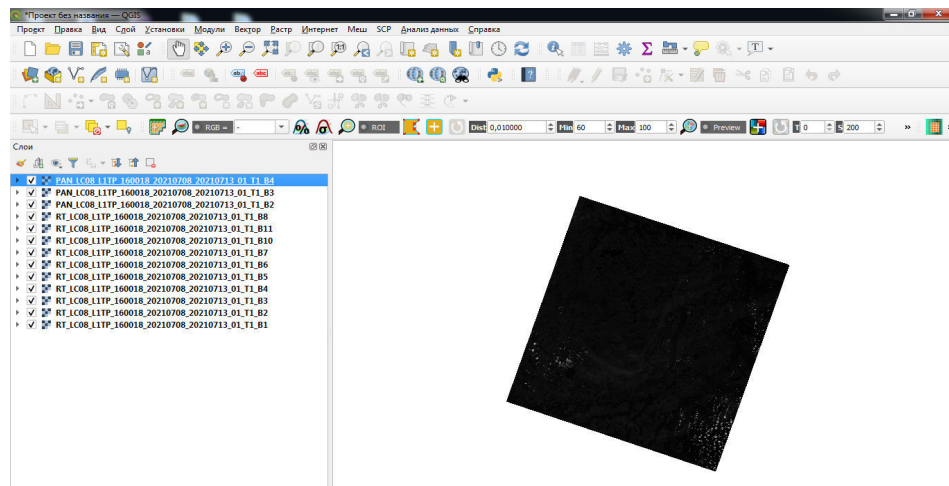 *Проект без названия — QGIS
Проект Правка Вид Слой Установки Модули Вектор Растр Интернет Меш SCP Анализ данных Справка
RGB = - ROI Dist 0,010000 Min 60 Max 100 Preview T 0 S 200 »
Слои
PAN_LC08_L1TP_160018_20210708_20210713_01_T1_B4
PAN_LC08_L1TP_160018_20210708_20210713_01_T1_B3
PAN_LC08_L1TP_160018_20210708_20210713_01_T1_B2
RT_LC08_L1TP_160018_20210708_20210713_01_T1_B8
RT_LC08_L1TP_160018_20210708_20210713_01_T1_B11
RT_LC08_L1TP_160018_20210708_20210713_01_T1_B10
RT_LC08_L1TP_160018_20210708_20210713_01_T1_B7
RT_LC08_L1TP_160018_20210708_20210713_01_T1_B6
RT_LC08_L1TP_160018_20210708_20210713_01_T1_B5
RT_LC08_L1TP_160018_20210708_20210713_01_T1_B4
RT_LC08_L1TP_160018_20210708_20210713_01_T1_B3
RT_LC08_L1TP_160018_20210708_20210713_01_T1_B2
RT_LC08_L1TP_160018_20210708_20210713_01_T1_B1